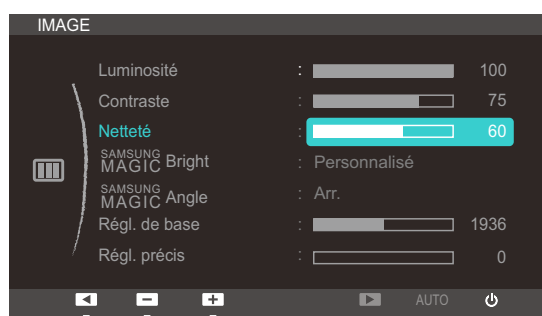 IMAGE
Luminosité : 100
Contraste : 75
Netteté : 60
SAMSUNG MAGIC Bright : Personnalisé
SAMSUNG MAGIC Angle : Arr.
Régl. de base : 1936
Régl. précis : 0
AUTO